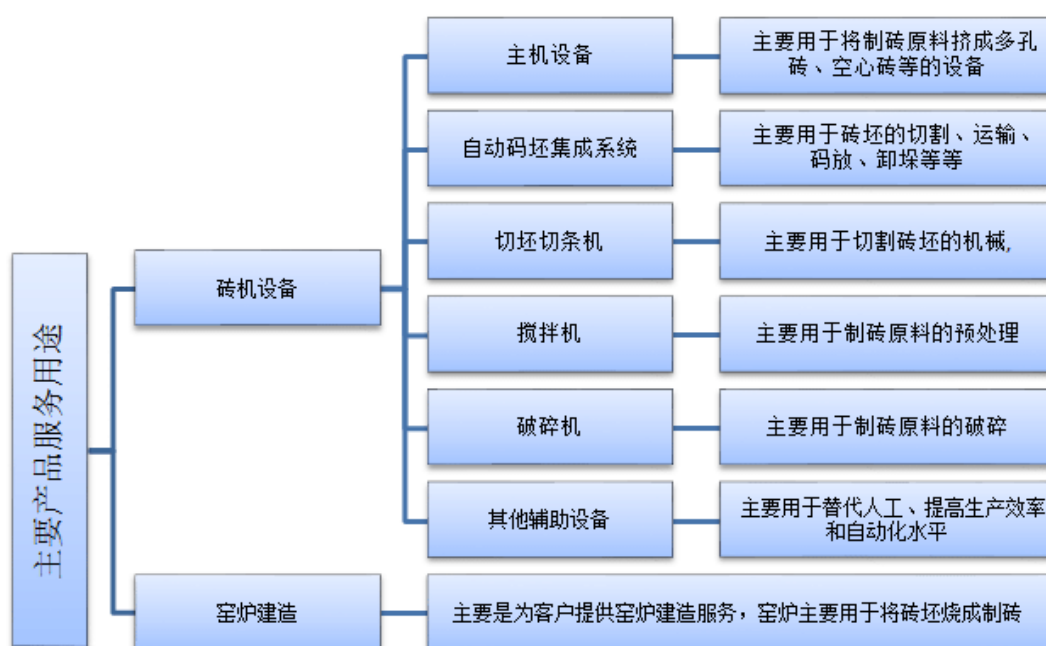 主要产品服务用途
砖机设备
主机设备
主要用于将制砖原料挤成多孔
砖、空心砖等的设备
自动码坯集成系统
主要用于砖坯的切割、运输、
码放、卸垛等等
切坯切条机
主要用于切割砖坯的机械,
搅拌机
主要用于制砖原料的预处理
破碎机
主要用于制砖原料的破碎
其他辅助设备
主要用于替代人工、提高生产效率
和自动化水平
窑炉建造
主要是为客户提供窑炉建造服务，窑炉主要用于将砖坯烧成制砖